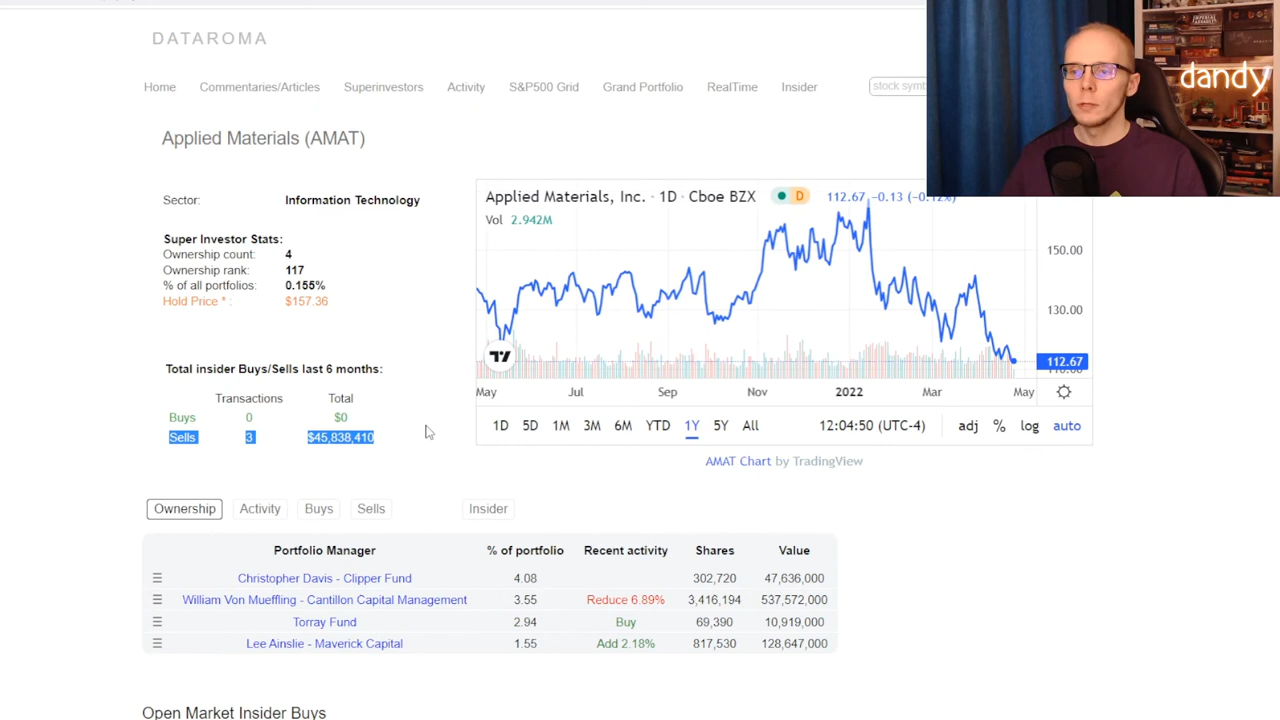 DATAROMA
Home Commentaries/Articles Superinvestors Activity S&P500 Grid Grand Portfolio RealTime Insider stock symb
dandy
Applied Materials (AMAT)
Sector: Information Technology
Super Investor Stats:
Ownership count: 4
Ownership rank: 117
% of all portfolios: 0.155%
Hold Price * : $157.36
Total insider Buys/Sells last 6 months:
Transactions Total
Buys 0 $0
Sells 3 $45,838,410
Applied Materials, Inc. · 1D · Cboe BZX D 112.67 -0.13 (-0.12%)
Vol 2.942M
150.00
130.00
112.67
May Jul Sep Nov 2022 Mar May
1D 5D 1M 3M 6M YTD 1Y 5Y All 12:04:50 (UTC-4) adj % log auto
AMAT Chart by TradingView
Ownership Activity Buys Sells Insider
Portfolio Manager % of portfolio Recent activity Shares Value
Christopher Davis - Clipper Fund 4.08 302,720 47,636,000
William Von Mueffling - Cantillon Capital Management 3.55 Reduce 6.89% 3,416,194 537,572,000
Torray Fund 2.94 Buy 69,390 10,919,000
Lee Ainslie - Maverick Capital 1.55 Add 2.18% 817,530 128,647,000
Open Market Insider Buys